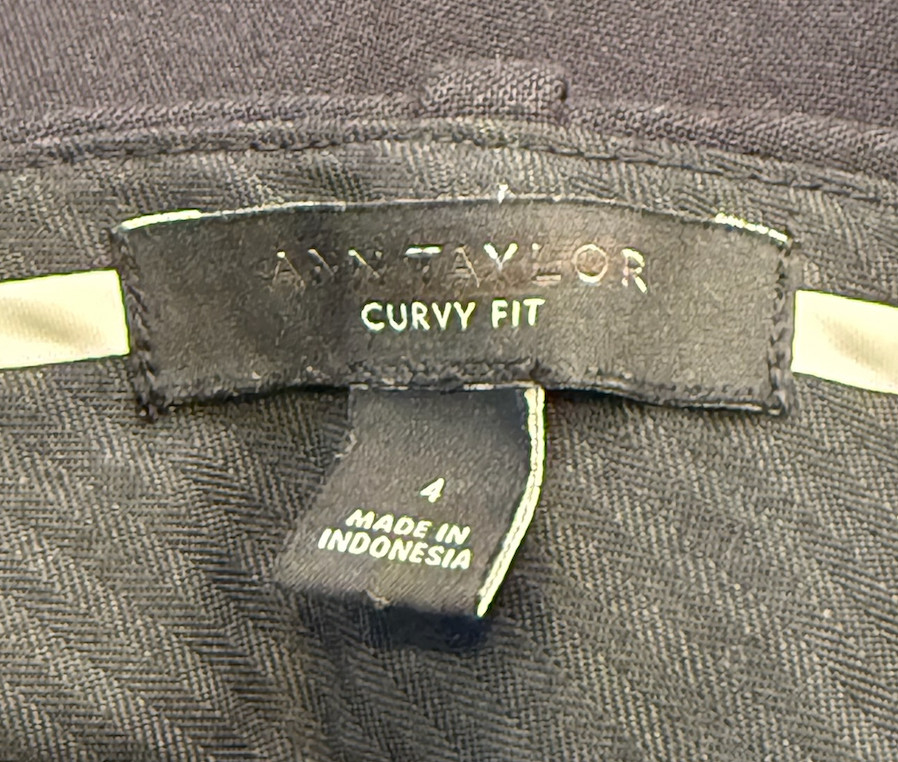 ANN TAYLOR
CURVY FIT
4
MADE IN
INDONESIA